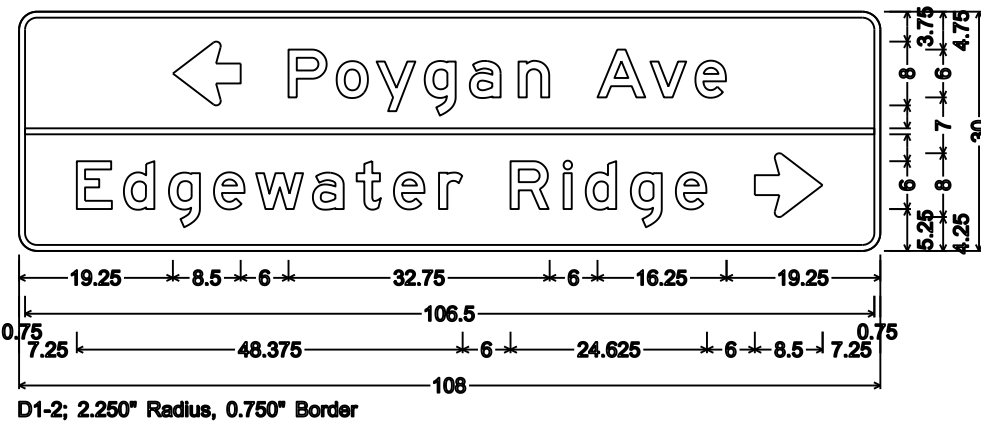 Poygan Ave
Edgewater Ridge
3.75 4.75
8 6
7
30
6 8
5.25 4.25
19.25 8.5 6 32.75 6 16.25 19.25
106.5
0.75 0.75
7.25 48.375 6 24.625 6 8.5 7.25
108
D1-2; 2.250" Radius, 0.750" Border